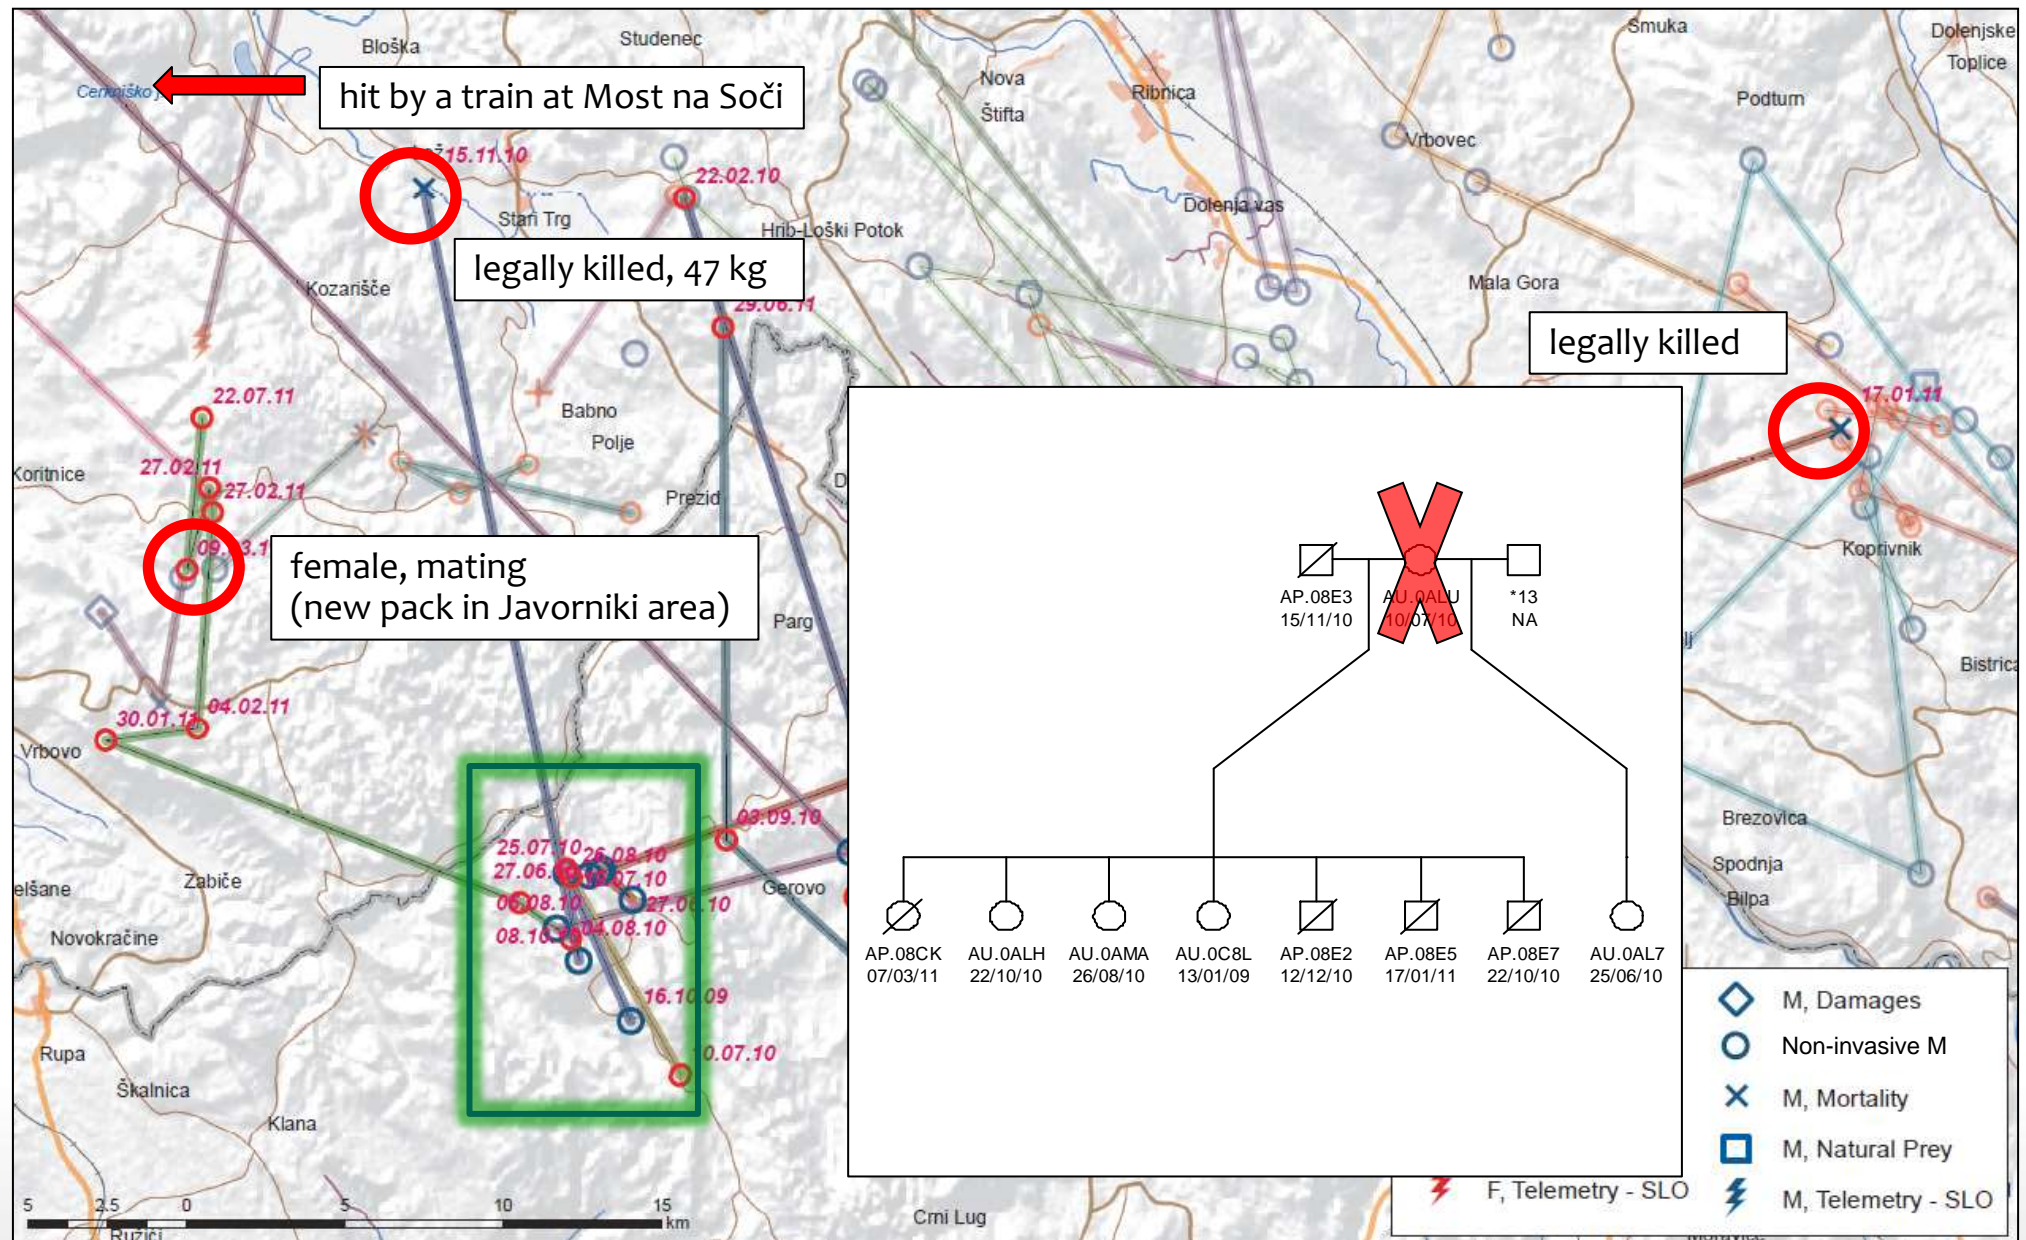 Bloška
Studenec
Smuka
Dolenjske
Toplice
Nova
Štifta
Ribnica
Podturn
hit by a train at Most na Soči
Vrbovec
15.11.10
22.02.10
Stari Trg
Dolenja vas
Hrib-Loški Potok
legally killed, 47 kg
Kozarišče
Mala Gora
29.06.11
legally killed
22.07.11
17.01.11
Babno
Polje
27.02.11
Koritnice
27.02.11
Prezid
Koprivnik
female, mating
(new pack in Javorniki area)
AP.08E3
15/11/10
AU.0ALU
10/07/10
*13
NA
Parg
Bistrica
30.01.11
04.02.11
Vrbovo
03.09.10
Brezovica
Spodnja
Bilpa
25.07.10
26.08.10
27.06.10
04.08.10
08.10
16.10.09
10.07.10
Zabiče
elšane
Gerovo
Novokračine
AP.08CK
07/03/11
AU.0ALH
22/10/10
AU.0AMA
26/08/10
AU.0C8L
13/01/09
AP.08E2
12/12/10
AP.08E5
17/01/11
AP.08E7
22/10/10
AU.0AL7
25/06/10
Rupa
Škalnica
Klana
M, Damages
Non-invasive M
M, Mortality
M, Natural Prey
F, Telemetry - SLO
M, Telemetry - SLO
5 2.5 0 5 10 15
km
Crni Lug